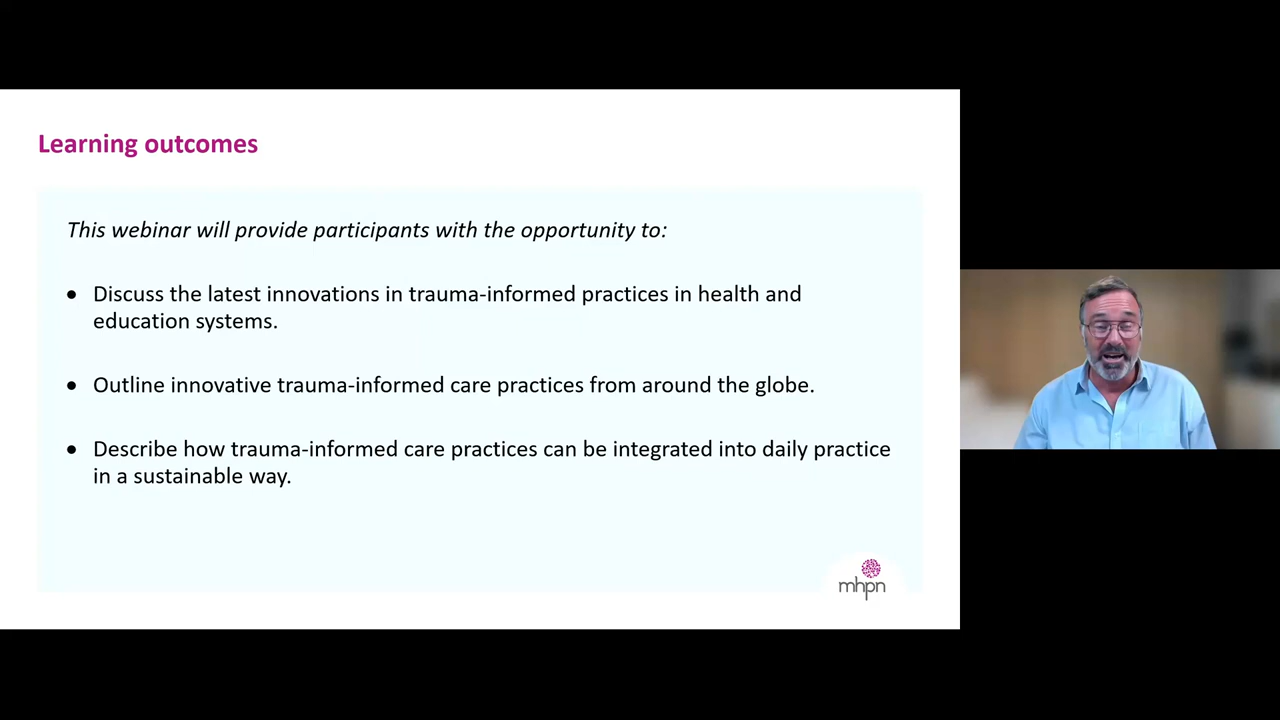 Learning outcomes
This webinar will provide participants with the opportunity to:
• Discuss the latest innovations in trauma-informed practices in health and
education systems.
• Outline innovative trauma-informed care practices from around the globe.
• Describe how trauma-informed care practices can be integrated into daily practice
in a sustainable way.
mhpn